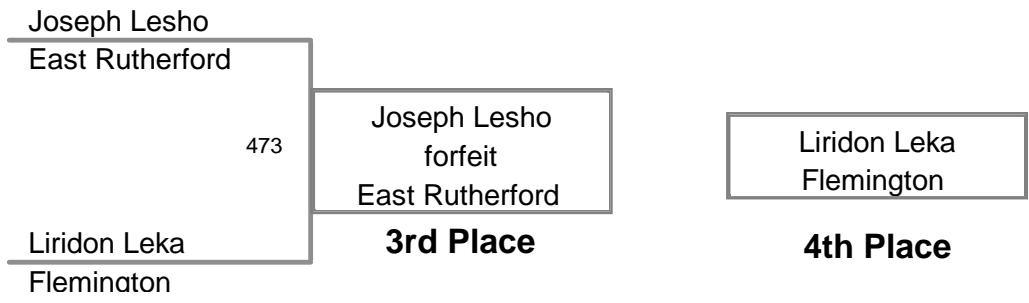 Joseph Lesho
East Rutherford
473
Joseph Lesho
forfeit
East Rutherford
3rd Place
Liridon Leka
Flemington
4th Place
Liridon Leka
Flemington